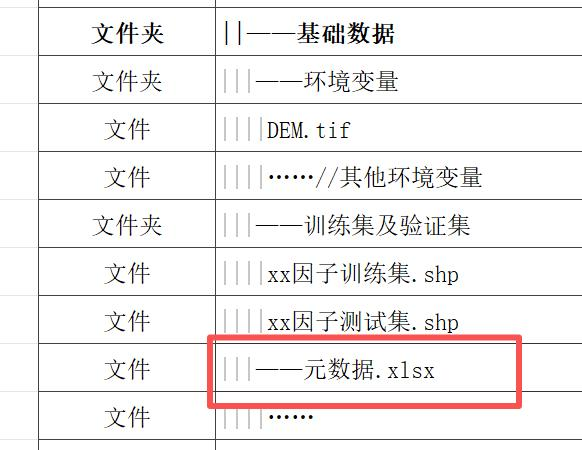 文件夹 ||——基础数据
文件夹 |||——环境变量
文件 ||||DEM.tif
文件 ||||……//其他环境变量
文件夹 |||——训练集及验证集
文件 ||||xx因子训练集.shp
文件 ||||xx因子测试集.shp
文件 |||——元数据.xlsx
文件 ||||……